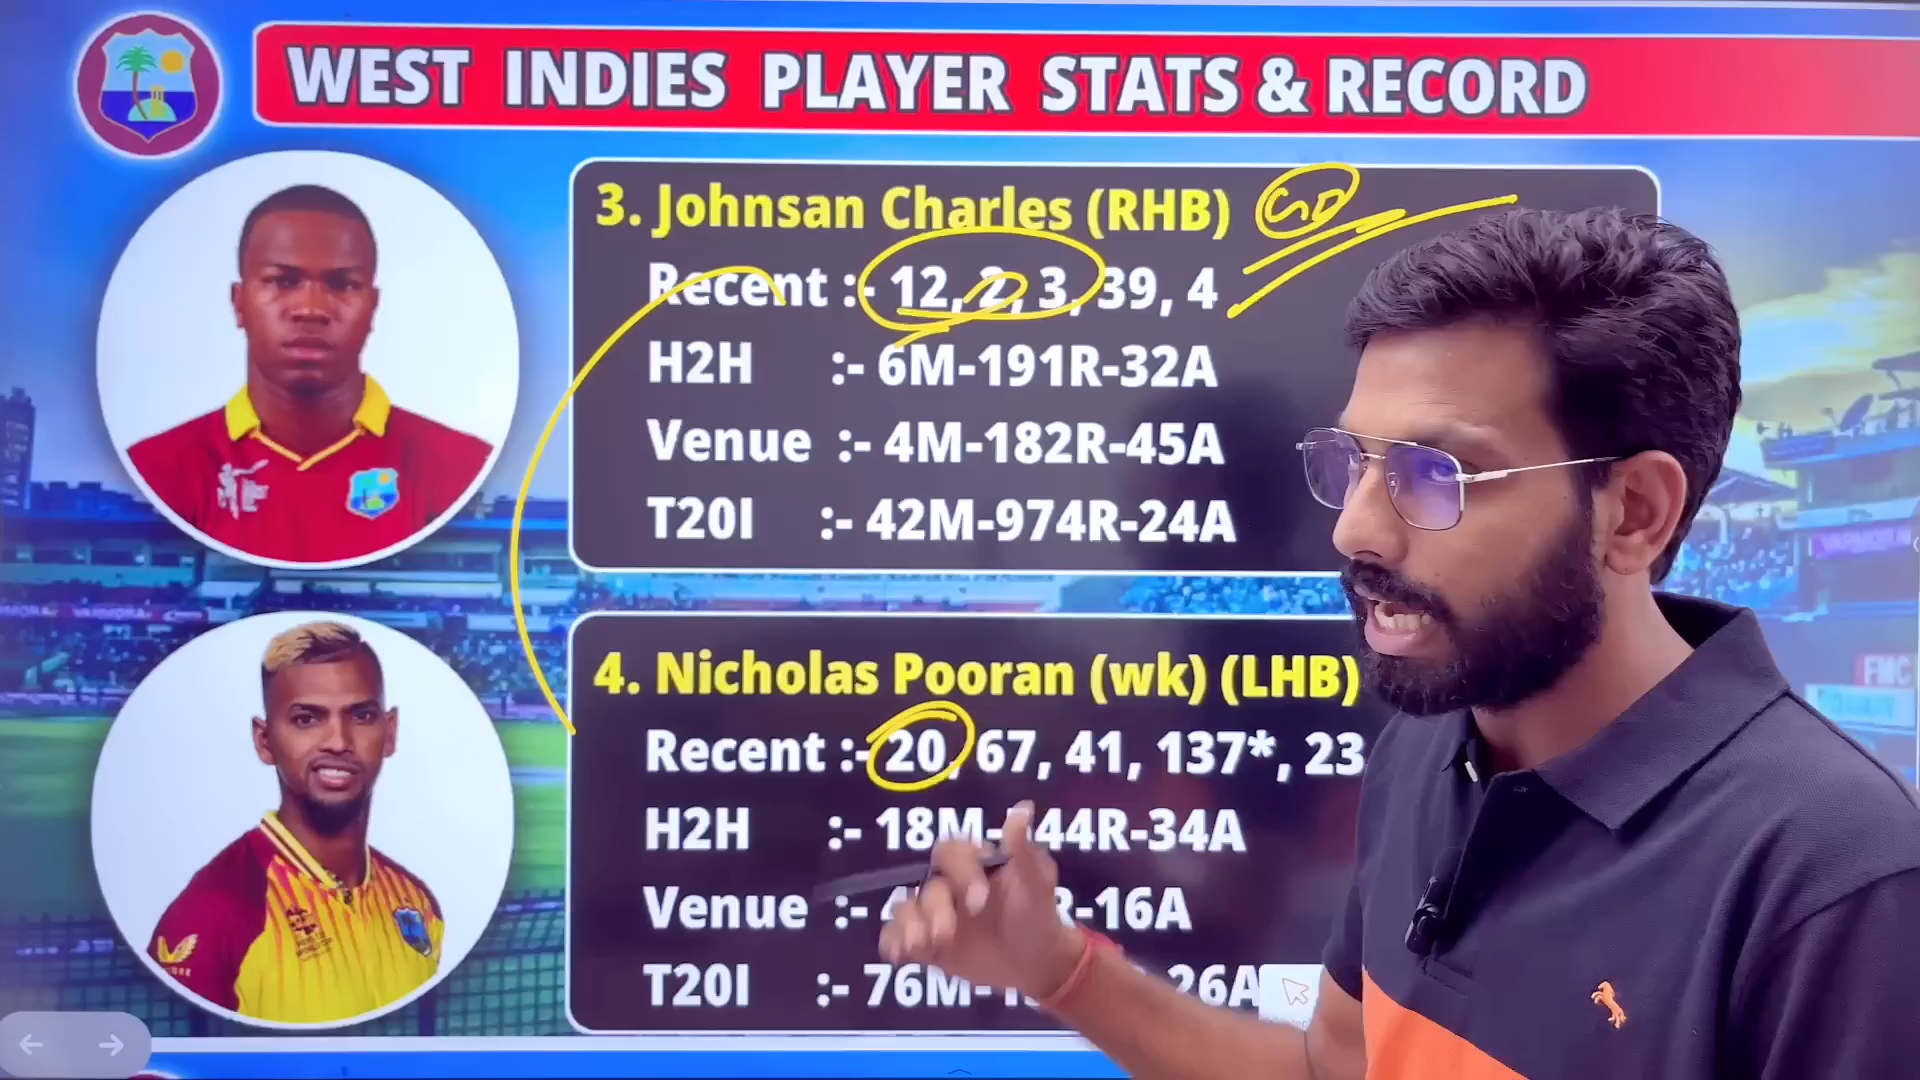 WEST INDIES PLAYER STATS & RECORD
3. Johnsan Charles (RHB)
Recent :- 12, 2, 3, 39, 4
H2H :- 6M-191R-32A
Venue :- 4M-182R-45A
T20I :- 42M-974R-24A
4. Nicholas Pooran (wk) (LHB)
Recent :- 20, 67, 41, 137*, 23
H2H :- 18M- 44R-34A
Venue :- 4 R-16A
T20I :- 76M- 26A
FMC